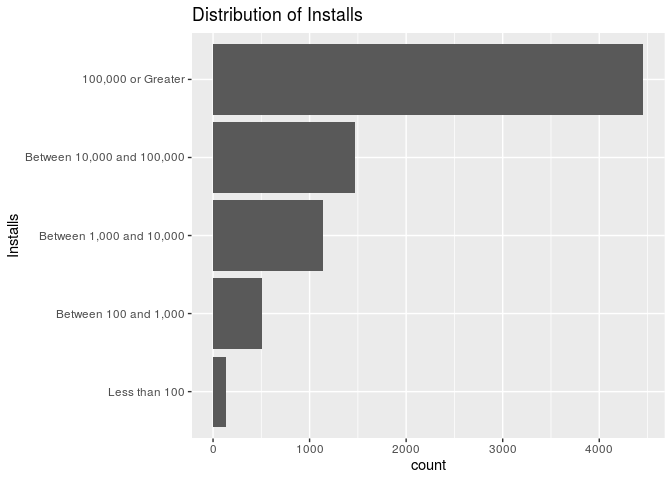 Distribution of Installs
100,000 or Greater
Between 10,000 and 100,000
Between 1,000 and 10,000
Between 100 and 1,000
Less than 100
Installs
0 1000 2000 3000 4000
count